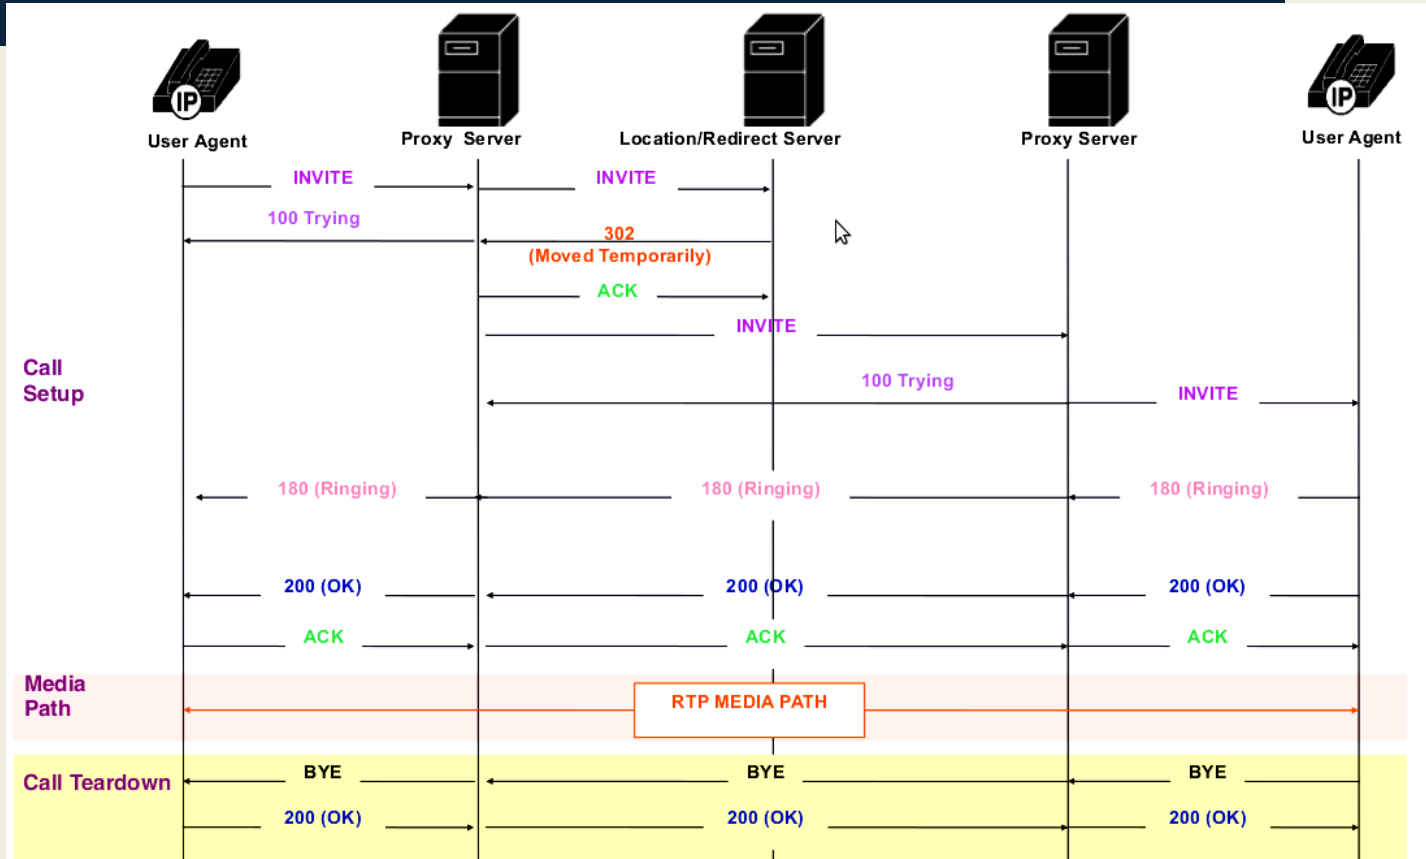 IP
IP
User Agent
Proxy Server
Location/Redirect Server
Proxy Server
User Agent
INVITE
INVITE
100 Trying
302
(Moved Temporarily)
ACK
INVITE
Call
Setup
100 Trying
INVITE
180 (Ringing)
180 (Ringing)
180 (Ringing)
200 (OK)
200 (OK)
200 (OK)
ACK
ACK
ACK
Media
Path
RTP MEDIA PATH
Call Teardown
BYE
BYE
BYE
200 (OK)
200 (OK)
200 (OK)